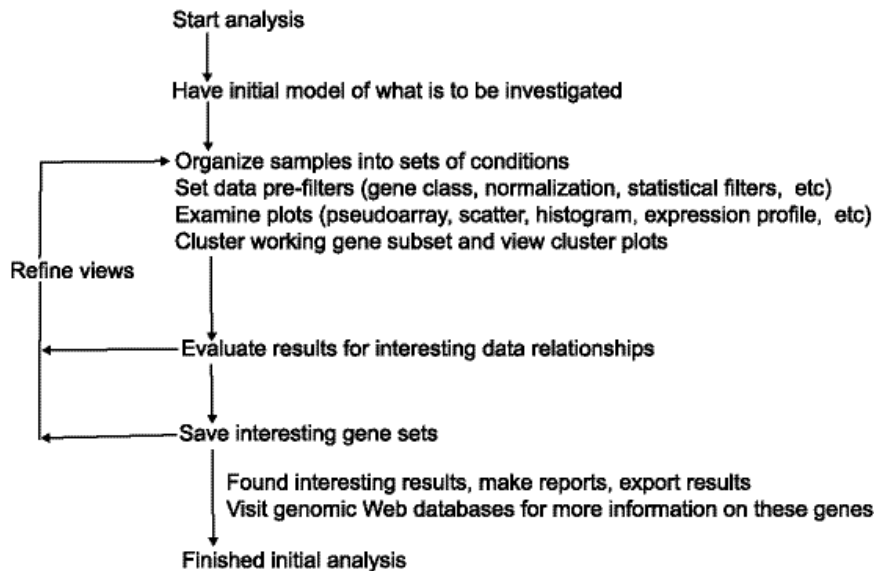 Start analysis
Have initial model of what is to be investigated
Organize samples into sets of conditions
Set data pre-filters (gene class, normalization, statistical filters, etc)
Examine plots (pseudoarray, scatter, histogram, expression profile, etc)
Cluster working gene subset and view cluster plots
Refine views
Evaluate results for interesting data relationships
Save interesting gene sets
Found interesting results, make reports, export results
Visit genomic Web databases for more information on these genes
Finished initial analysis